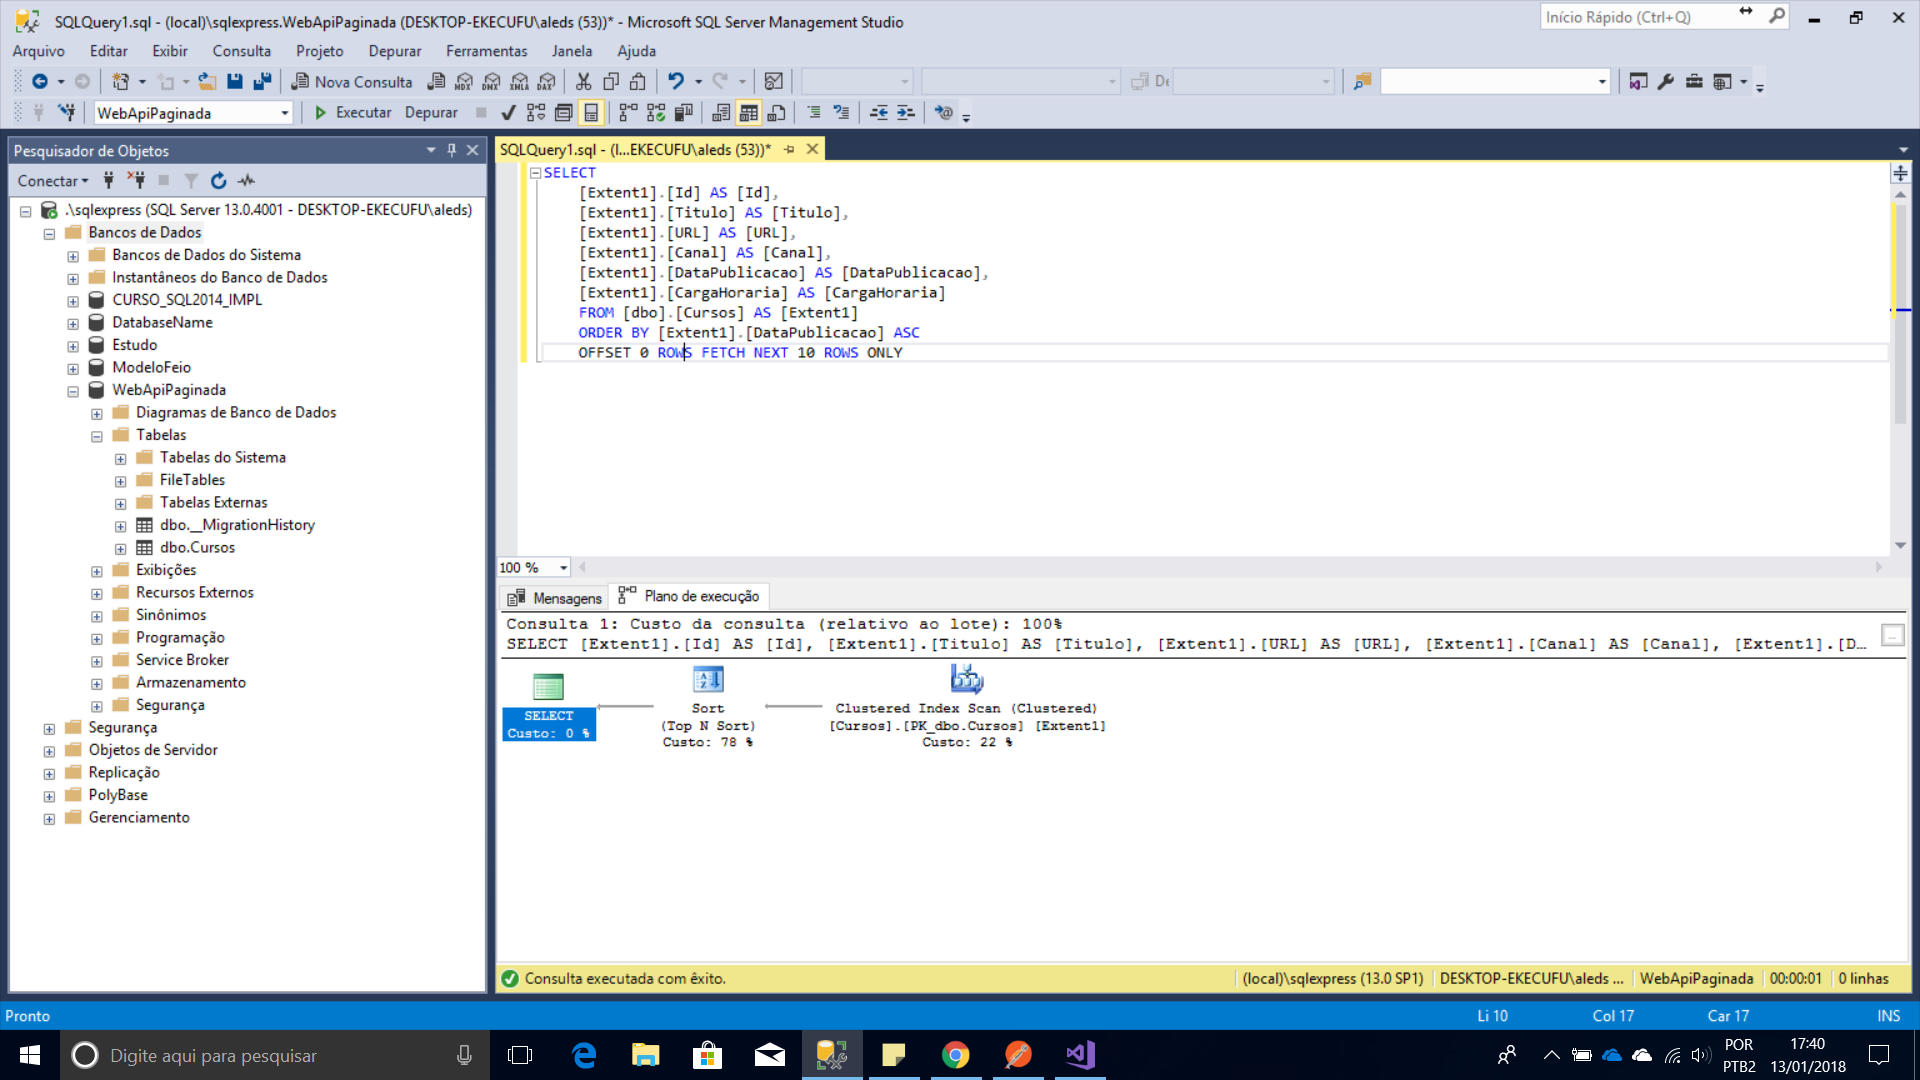 SQLQuery1.sql - (local)\sqlexpress.WebApiPaginada (DESKTOP-EKECUFU\aleds (53))* - Microsoft SQL Server Management Studio
Início Rápido (Ctrl+Q)
Arquivo Editar Exibir Consulta Projeto Depurar Ferramentas Janela Ajuda
Nova Consulta MDX DMX XMLA DAX De
WebApiPaginada Executar Depurar
Pesquisador de Objetos
Conectar
.\sqlexpress (SQL Server 13.0.4001 - DESKTOP-EKECUFU\aleds)
Bancos de Dados
Bancos de Dados do Sistema
Instantâneos do Banco de Dados
CURSO_SQL2014_IMPL
DatabaseName
Estudo
ModeloFeio
WebApiPaginada
Diagramas de Banco de Dados
Tabelas
Tabelas do Sistema
FileTables
Tabelas Externas
dbo.__MigrationHistory
dbo.Cursos
Exibições
Recursos Externos
Sinônimos
Programação
Service Broker
Armazenamento
Segurança
Segurança
Objetos de Servidor
Replicação
PolyBase
Gerenciamento
SQLQuery1.sql - (l...EKECUFU\aleds (53))*
SELECT
[Extent1].[Id] AS [Id],
[Extent1].[Titulo] AS [Titulo],
[Extent1].[URL] AS [URL],
[Extent1].[Canal] AS [Canal],
[Extent1].[DataPublicacao] AS [DataPublicacao],
[Extent1].[CargaHoraria] AS [CargaHoraria]
FROM [dbo].[Cursos] AS [Extent1]
ORDER BY [Extent1].[DataPublicacao] ASC
OFFSET 0 ROWS FETCH NEXT 10 ROWS ONLY
100 %
Mensagens Plano de execução
Consulta 1: Custo da consulta (relativo ao lote): 100%
SELECT [Extent1].[Id] AS [Id], [Extent1].[Titulo] AS [Titulo], [Extent1].[URL] AS [URL], [Extent1].[Canal] AS [Canal], [Extent1].[D...
SELECT
Custo: 0 %
Sort
(Top N Sort)
Custo: 78 %
Clustered Index Scan (Clustered)
[Cursos].[PK_dbo.Cursos] [Extent1]
Custo: 22 %
Consulta executada com êxito. (local)\sqlexpress (13.0 SP1) DESKTOP-EKECUFU\aleds ... WebApiPaginada 00:00:01 0 linhas
Pronto Li 10 Col 17 Car 17 INS
Digite aqui para pesquisar
POR
PTB2
17:40
13/01/2018